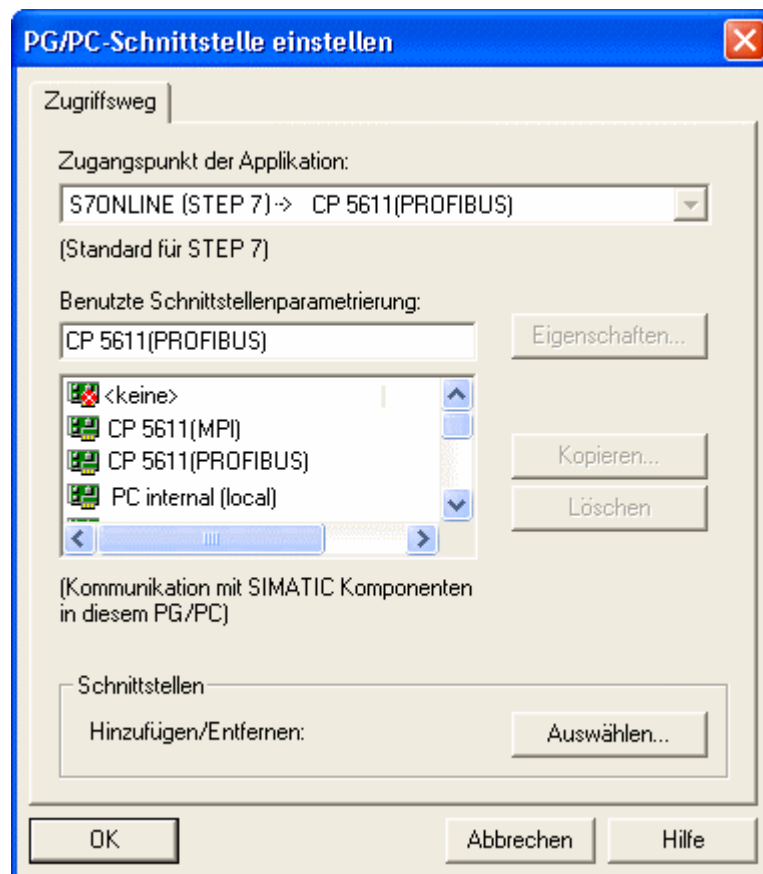 PG/PC-Schnittstelle einstellen
Zugriffsweg
Zugangspunkt der Applikation:
S7ONLINE (STEP 7) -> CP 5611(PROFIBUS)
(Standard für STEP 7)
Benutzte Schnittstellenparametrierung:
CP 5611(PROFIBUS)
Eigenschaften...
<keine>
CP 5611(MPI)
CP 5611(PROFIBUS)
PC internal (local)
Kopieren...
Löschen
(Kommunikation mit SIMATIC Komponenten
in diesem PG/PC)
Schnittstellen
Hinzufügen/Entfernen:
Auswählen...
OK
Abbrechen
Hilfe